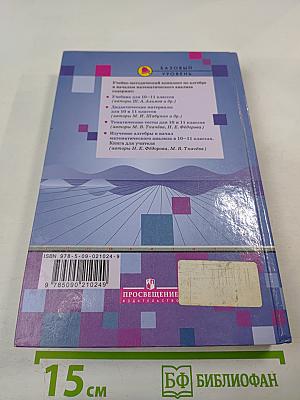 БАЗОВЫЙ
УРОВЕНЬ
Учебно-методический комплект по алгебре
и началам математического анализа
содержит:
• Учебник для 10–11 классов
(авторы Ш. А. Алимов и др.)
• Дидактические материалы
для 10 и 11 классов
(авторы М. И. Шабунин и др.)
• Тематические тесты для 10 и 11 классов
(авторы М. В. Ткачёва, Н. Е. Фёдорова)
• Изучение алгебры и начал
математического анализа в 10–11 классах.
Книга для учителя
(авторы Н. Е. Фёдорова, М. В. Ткачёва)
ISBN 978-5-09-021024-9
9 785090 210249
ПРОСВЕЩЕНИЕ
ИЗДАТЕЛЬСТВО
15 см
БФ БИБЛИОФАН